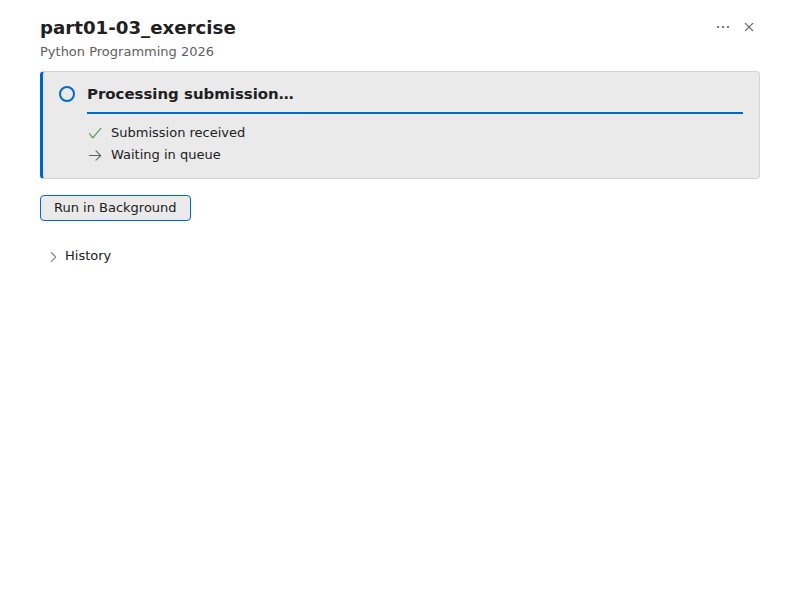 part01-03_exercise
Python Programming 2026
Processing submission…
Submission received
Waiting in queue
Run in Background
History